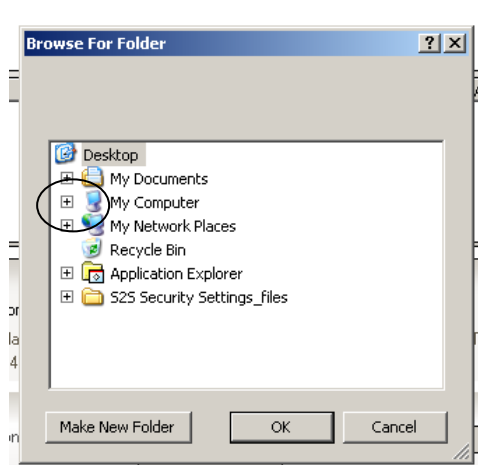 Browse For Folder
Desktop
My Documents
My Computer
My Network Places
Recycle Bin
Application Explorer
S2S Security Settings_files
Make New Folder
OK
Cancel